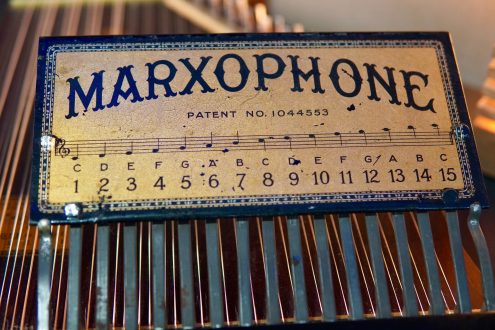 MARXOPHONE
PATENT NO. 1044553
C D E F G A B C D E F G A B C
1 2 3 4 5 6 7 8 9 10 11 12 13 14 15